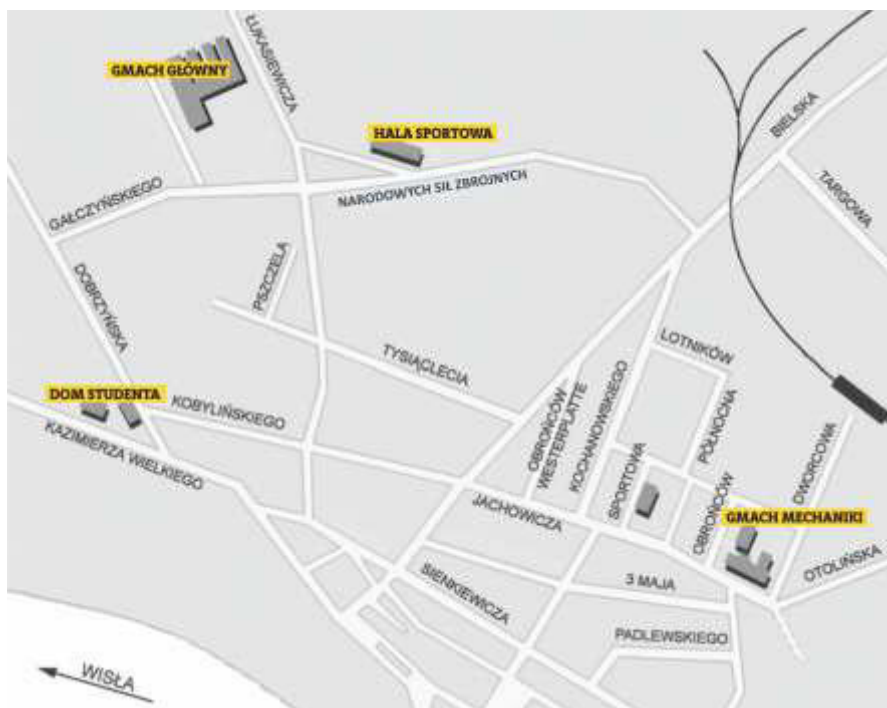 GMACH GŁÓWNY
ŁUKASIEWICZA
HALA SPORTOWA
BIELSKA
NARODOWYCH SIŁ ZBROJNYCH
TARGOWA
GAŁCZYŃSKIEGO
PSZCZELA
DOBRZYŃSKA
TYSIĄCLECIA
LOTNIKÓW
DOM STUDENTA
KOBYLIŃSKIEGO
KAZIMIERZA WIELKIEGO
OBROŃCÓW
WESTERPLATTE
KOCHANOWSKIEGO
PÓŁNOCNA
DWORCOWA
JACHOWICZA
SPORTOWA
OBROŃCÓW
GMACH MECHANIKI
OTOLIŃSKA
SIENKIEWICZA
3 MAJA
PADLEWSKIEGO
WISŁA